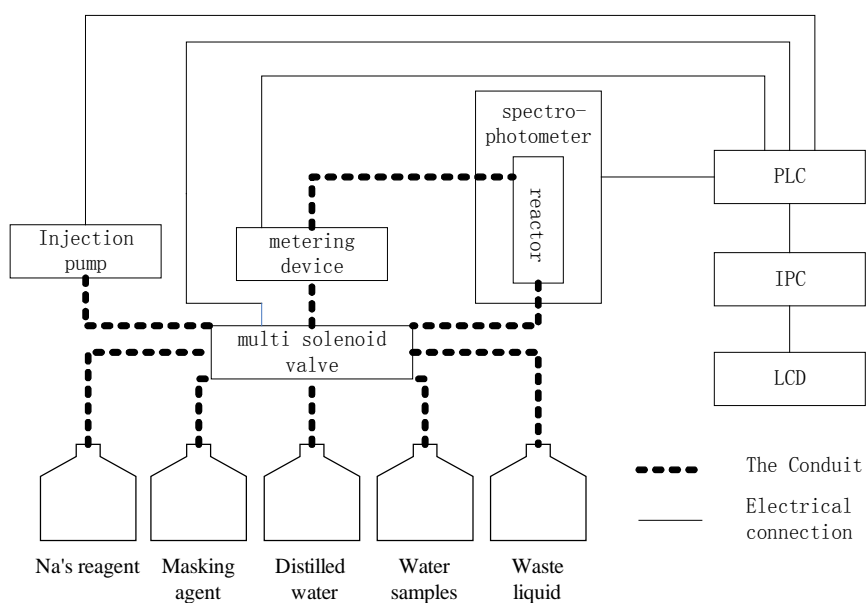 spectro-
photometer
reactor
PLC
Injection
pump
metering
device
IPC
multi solenoid
valve
LCD
The Conduit
Electrical
connection
Na's reagent
Masking
agent
Distilled
water
Water
samples
Waste
liquid